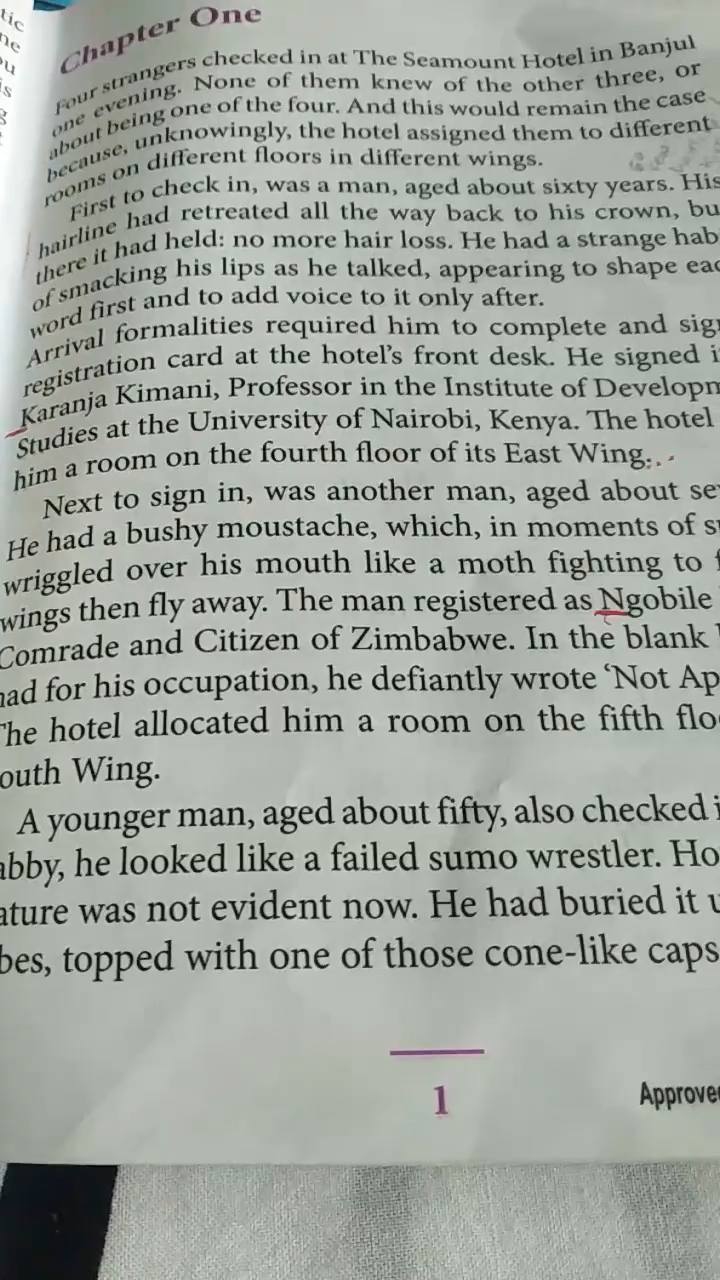 tic
ne
ou
is
g
t
Chapter One
Four strangers checked in at The Seamount Hotel in Banjul
one evening. None of them knew of the other three, or
about being one of the four. And this would remain the case
because, unknowingly, the hotel assigned them to different
rooms on different floors in different wings.
First to check in, was a man, aged about sixty years. His
hairline had retreated all the way back to his crown, bu
there it had held: no more hair loss. He had a strange hab
of smacking his lips as he talked, appearing to shape eac
word first and to add voice to it only after.
Arrival formalities required him to complete and sign
registration card at the hotel's front desk. He signed i
Karanja Kimani, Professor in the Institute of Developm
Studies at the University of Nairobi, Kenya. The hotel
him a room on the fourth floor of its East Wing.
Next to sign in, was another man, aged about se
He had a bushy moustache, which, in moments of s
wriggled over his mouth like a moth fighting to f
wings then fly away. The man registered as Ngobile
Comrade and Citizen of Zimbabwe. In the blank
had for his occupation, he defiantly wrote ‘Not Ap
The hotel allocated him a room on the fifth flo
outh Wing.
A younger man, aged about fifty, also checked i
abby, he looked like a failed sumo wrestler. Ho
ature was not evident now. He had buried it u
bes, topped with one of those cone-like caps
1
Approve